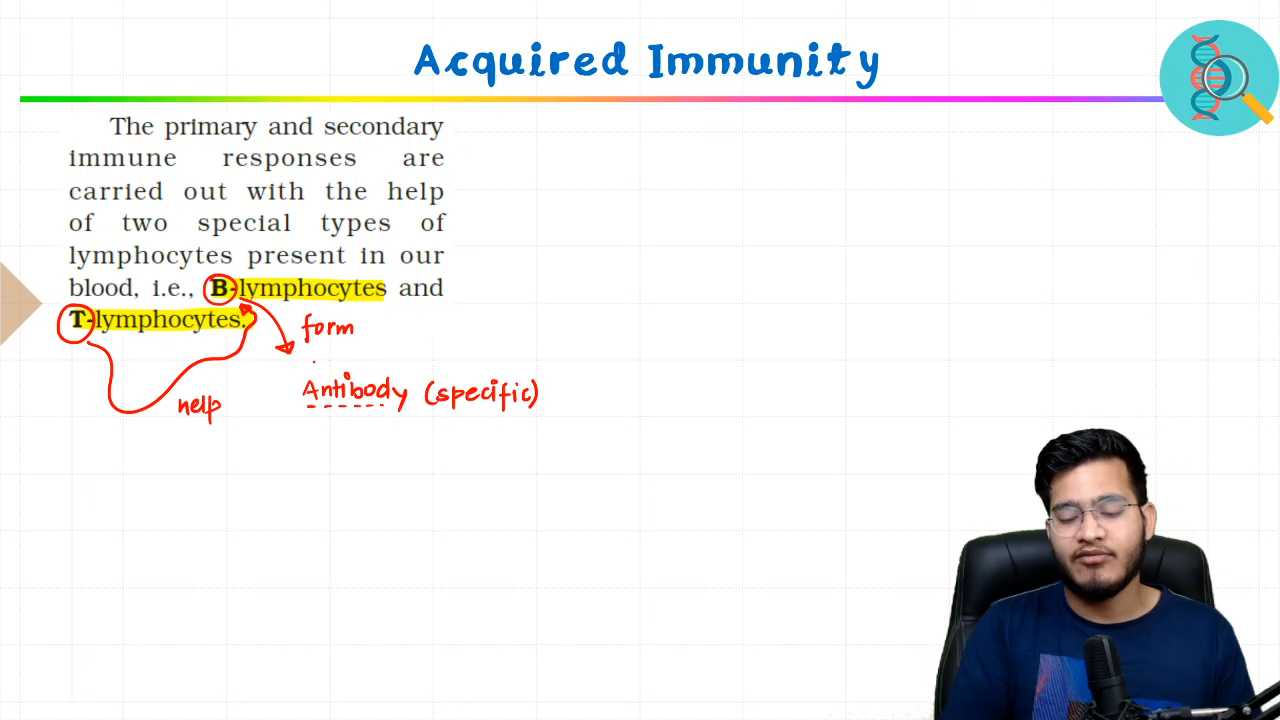 Acquired Immunity
The primary and secondary
immune responses are
carried out with the help
of two special types of
lymphocytes present in our
blood, i.e., B-lymphocytes and
T-lymphocytes.
form
Antibody (specific)
help